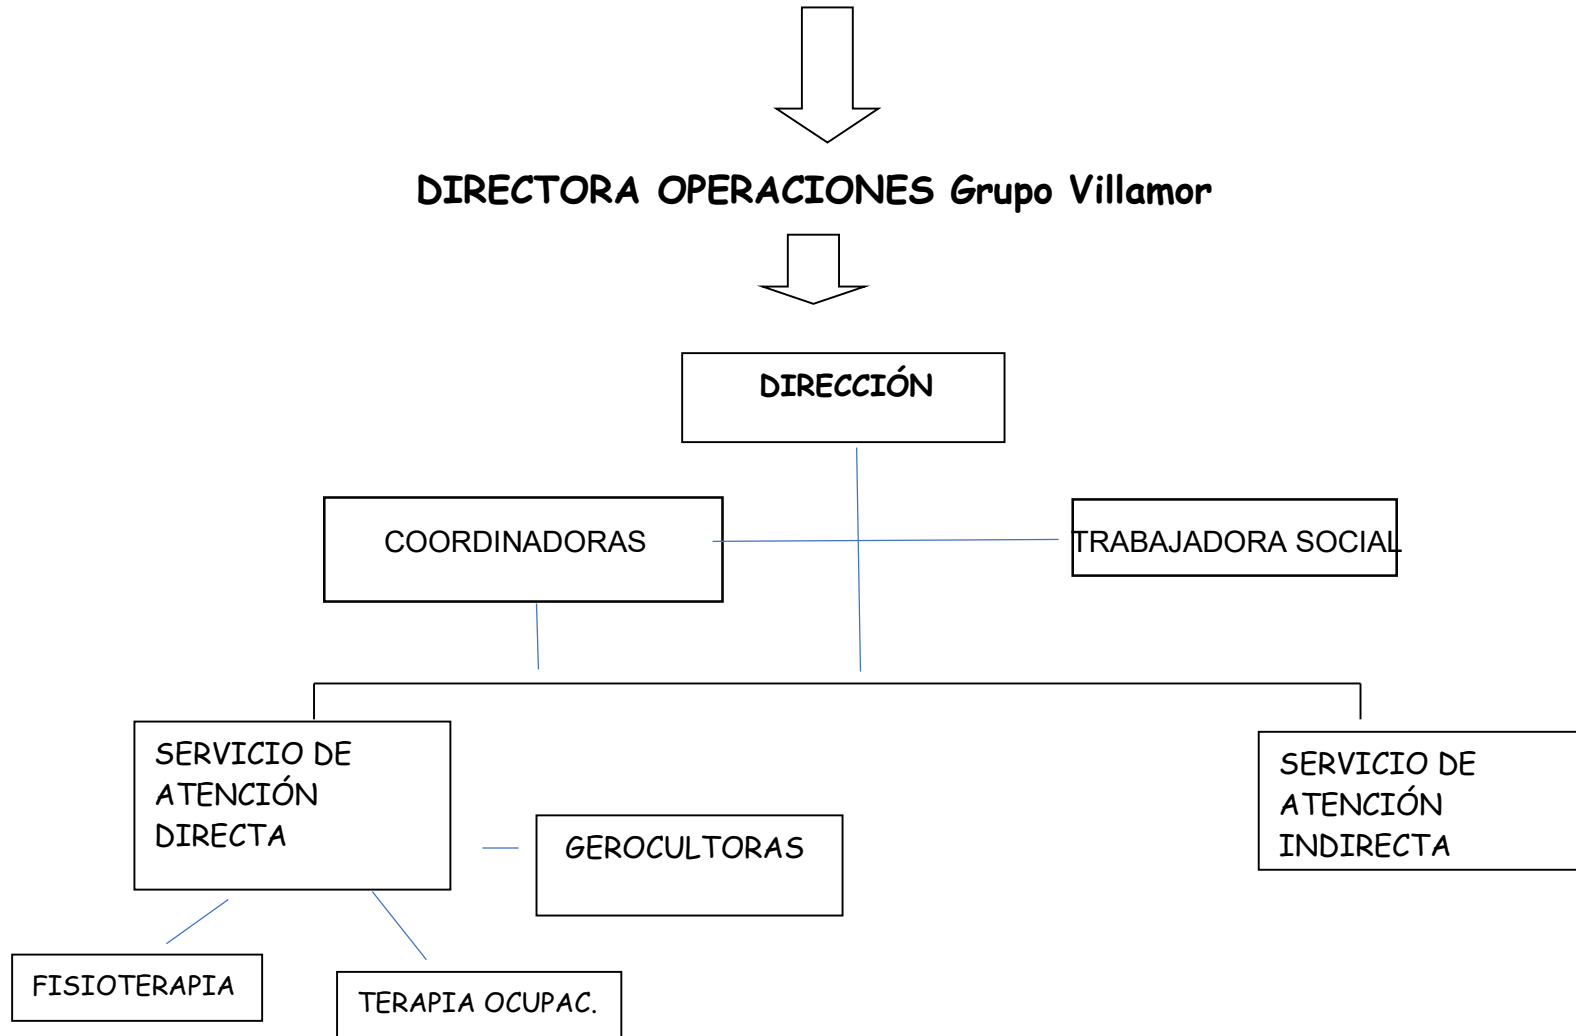 DIRECTORA OPERACIONES Grupo Villamor
DIRECCIÓN
COORDINADORAS
TRABAJADORA SOCIAL
SERVICIO DE
ATENCIÓN
DIRECTA
GEROCULTORAS
SERVICIO DE
ATENCIÓN
INDIRECTA
FISIOTERAPIA
TERAPIA OCUPAC.